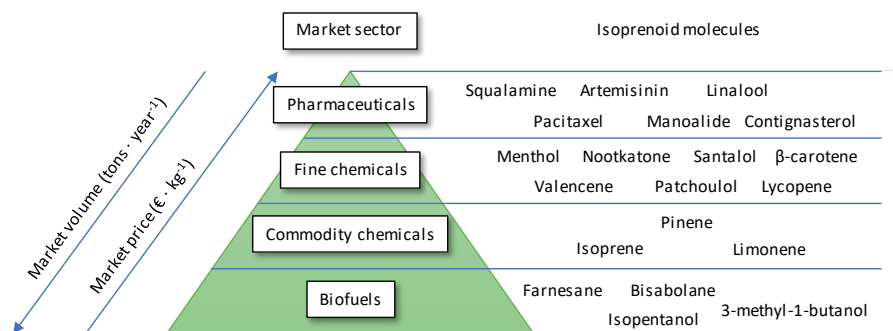 Market sector
Isoprenoid molecules
Market volume (tons · year⁻¹)
Market price (€ · kg⁻¹)
Pharmaceuticals
Squalamine Artemisinin Linalool
Pacitaxel Manoalide Contignasterol
Fine chemicals
Menthol Nootkatone Santalol β-carotene
Valencene Patchoulol Lycopene
Commodity chemicals
Pinene
Isoprene Limonene
Biofuels
Farnesane Bisabolane
Isopentanol 3-methyl-1-butanol